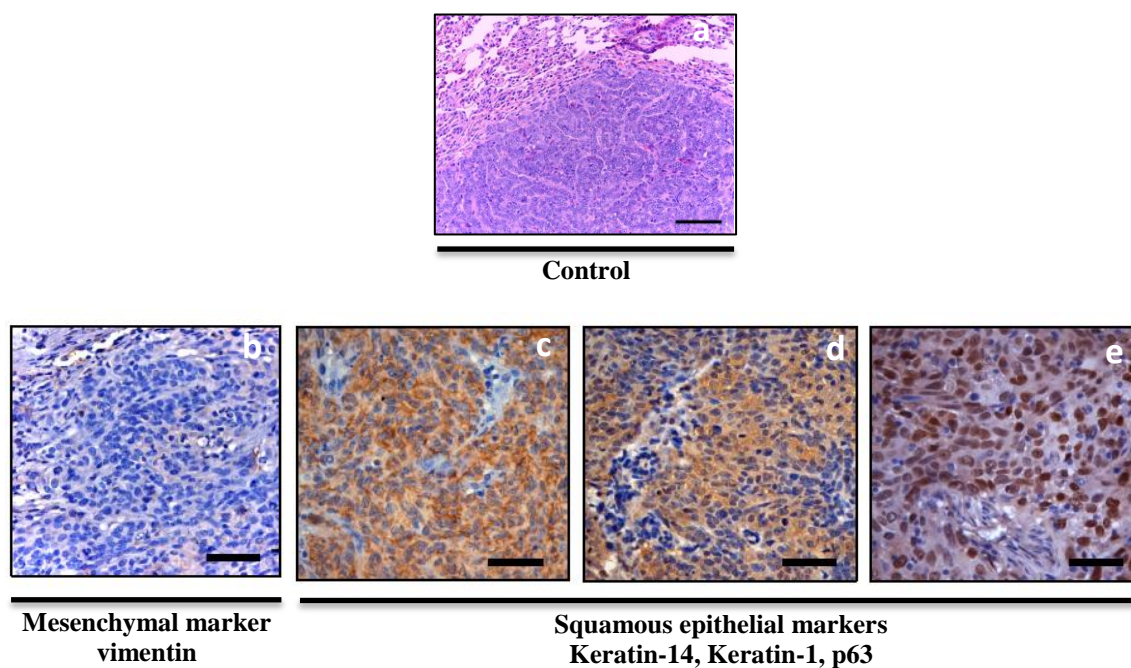 a
Control
b
c
d
e
Mesenchymal marker
vimentin
Squamous epithelial markers
Keratin-14, Keratin-1, p63